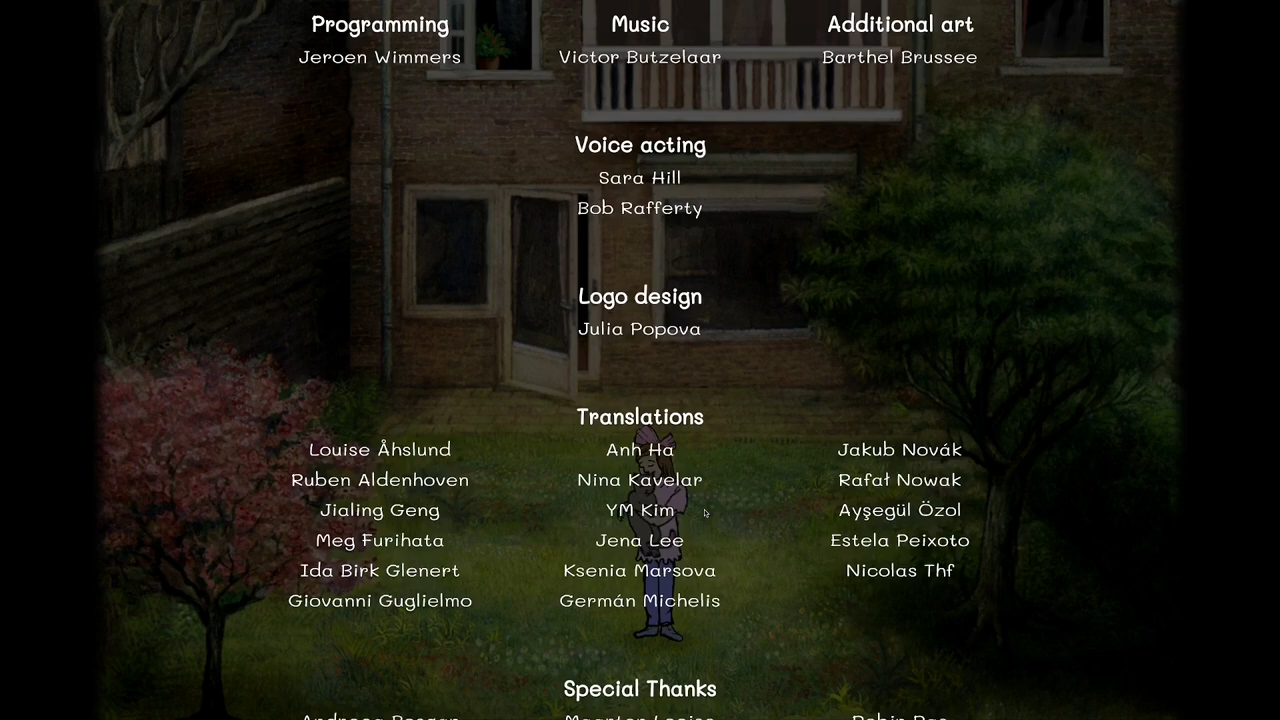 Programming Music Additional art
Jeroen Wimmers Victor Butzelaar Barthel Brussee
Voice acting
Sara Hill
Bob Rafferty
Logo design
Julia Popova
Translations
Louise Åhslund Anh Ha Jakub Novák
Ruben Aldenhoven Nina Kavelar Rafał Nowak
Jialing Geng YM Kim Ayşegül Özol
Meg Furihata Jena Lee Estela Peixoto
Ida Birk Glenert Ksenia Marsova Nicolas Thf
Giovanni Guglielmo Germán Michelis
Special Thanks